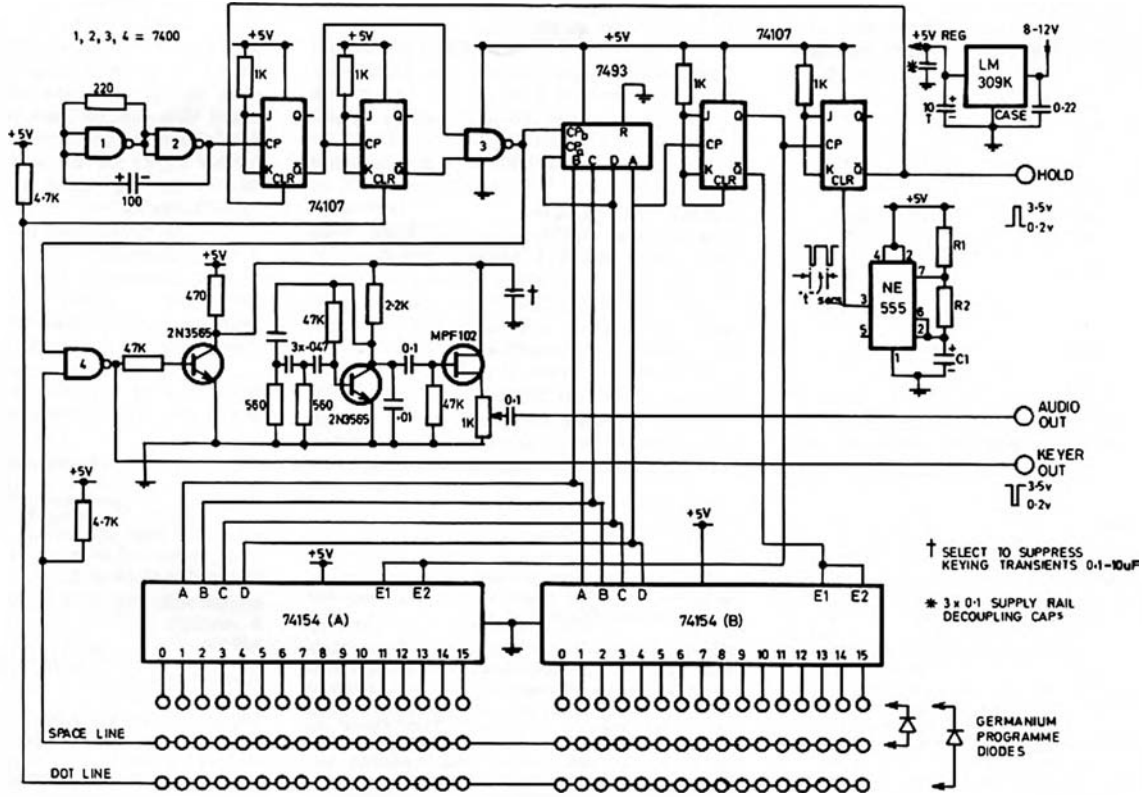 1, 2, 3, 4 = 7400
+5V
+5V
+5V
7493
74107
+5V REG
8-12V
LM
309K
CASE
*
10
T
+
-
0·22
220
1K
1K
1K
1K
1
2
3
+ -
100
J
Q
CP
K
Q̄
CLR
J
Q
CP
K
Q̄
CLR
74107
CPb
CPa
R
B C D A
J
Q
CP
K
Q̄
CLR
J
Q
CP
K
Q̄
CLR
HOLD
3·5v
0·2v
+5V
4·7K
+5V
470
2N3565
47K
4
560
3x·047
560
47K
2N3565
2·2K
·01
0·1
47K
MPF102
1K
0·1
†
"t" secs
+5V
4
2
NE
555
7
3
6
2
5
1
R1
R2
+
C1
-
AUDIO
OUT
KEYER
OUT
3·5v
0·2v
+5V
4·7K
+5V
A B C D
E1 E2
74154 (A)
0 1 2 3 4 5 6 7 8 9 10 11 12 13 14 15
+5V
A B C D
E1 E2
74154 (B)
0 1 2 3 4 5 6 7 8 9 10 11 12 13 14 15
† SELECT TO SUPPRESS
KEYING TRANSIENTS 0·1-10uF
* 3 x 0·1 SUPPLY RAIL
DECOUPLING CAPS
SPACE LINE
DOT LINE
GERMANIUM
PROGRAMME
DIODES